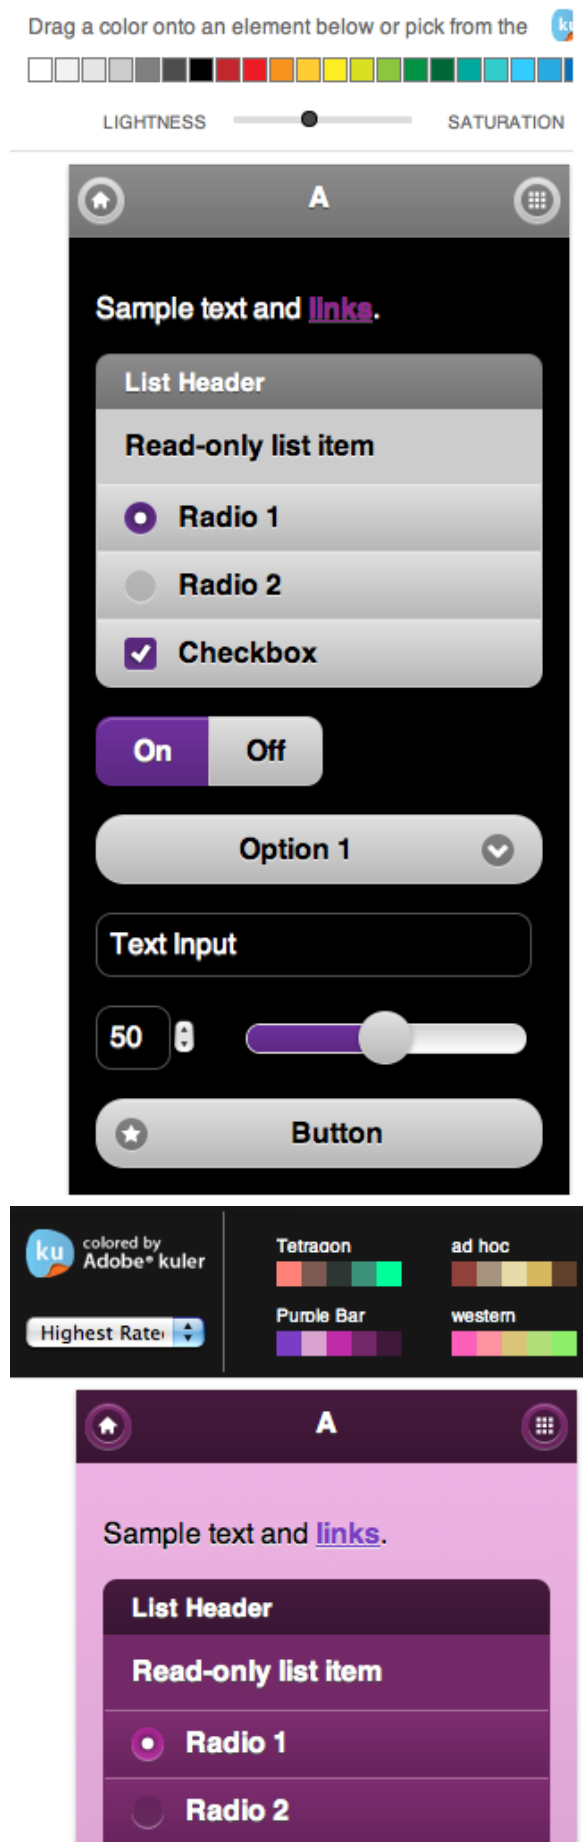 Drag a color onto an element below or pick from the
LIGHTNESS SATURATION
A
Sample text and links.
List Header
Read-only list item
Radio 1
Radio 2
Checkbox
On Off
Option 1
Text Input
50
Button
ku colored by
Adobe® kuler
Highest Rate
Tetragon ad hoc
Purple Bar western
A
Sample text and links.
List Header
Read-only list item
Radio 1
Radio 2